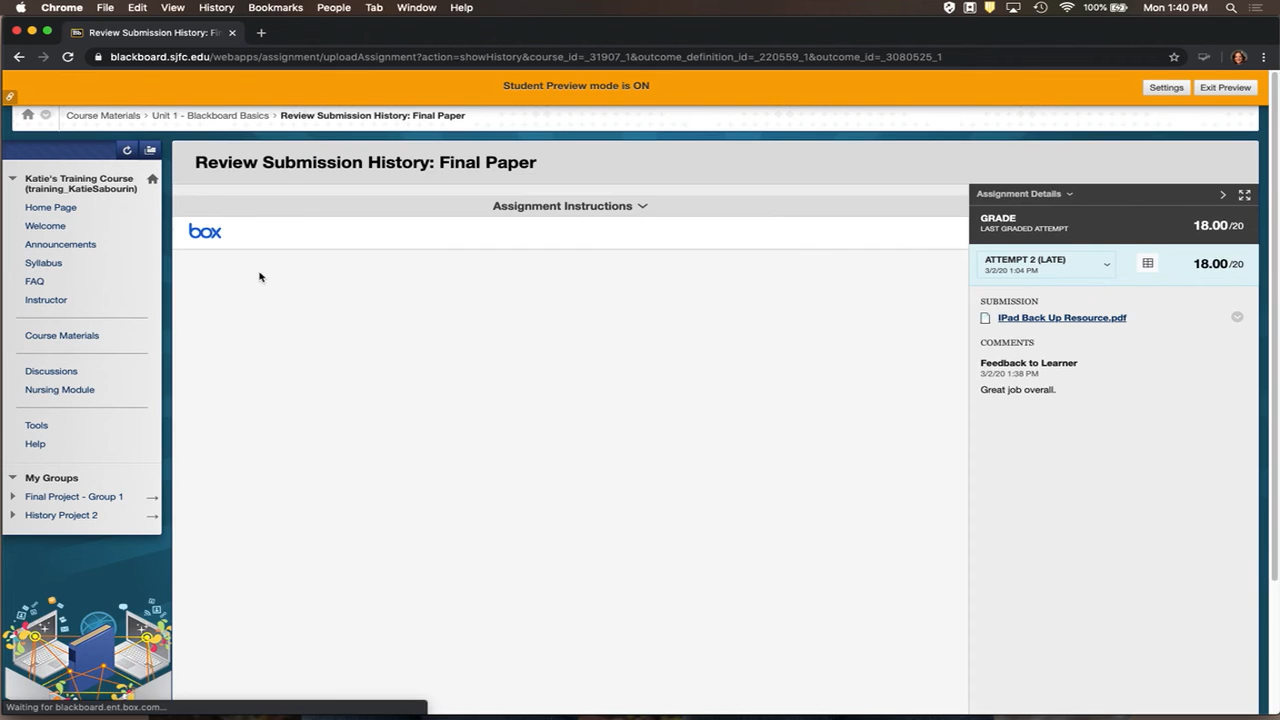 Chrome File Edit View History Bookmarks People Tab Window Help 100% Mon 1:40 PM
Review Submission History: Fi
blackboard.sjfc.edu/webapps/assignment/uploadAssignment?action=showHistory&course_id=_31907_1&outcome_definition_id=_220559_1&outcome_id=_3080525_1
Student Preview mode is ON
Settings Exit Preview
Course Materials Unit 1 - Blackboard Basics Review Submission History: Final Paper
Katie's Training Course
(training_KatieSabourin)
Home Page
Welcome
Announcements
Syllabus
FAQ
Instructor
Course Materials
Discussions
Nursing Module
Tools
Help
My Groups
Final Project - Group 1
History Project 2
Review Submission History: Final Paper
Assignment Instructions
box
Assignment Details
GRADE
LAST GRADED ATTEMPT
18.00/20
ATTEMPT 2 (LATE)
3/2/20 1:04 PM
18.00/20
SUBMISSION
IPad Back Up Resource.pdf
COMMENTS
Feedback to Learner
3/2/20 1:38 PM
Great job overall.
Waiting for blackboard.ent.box.com...